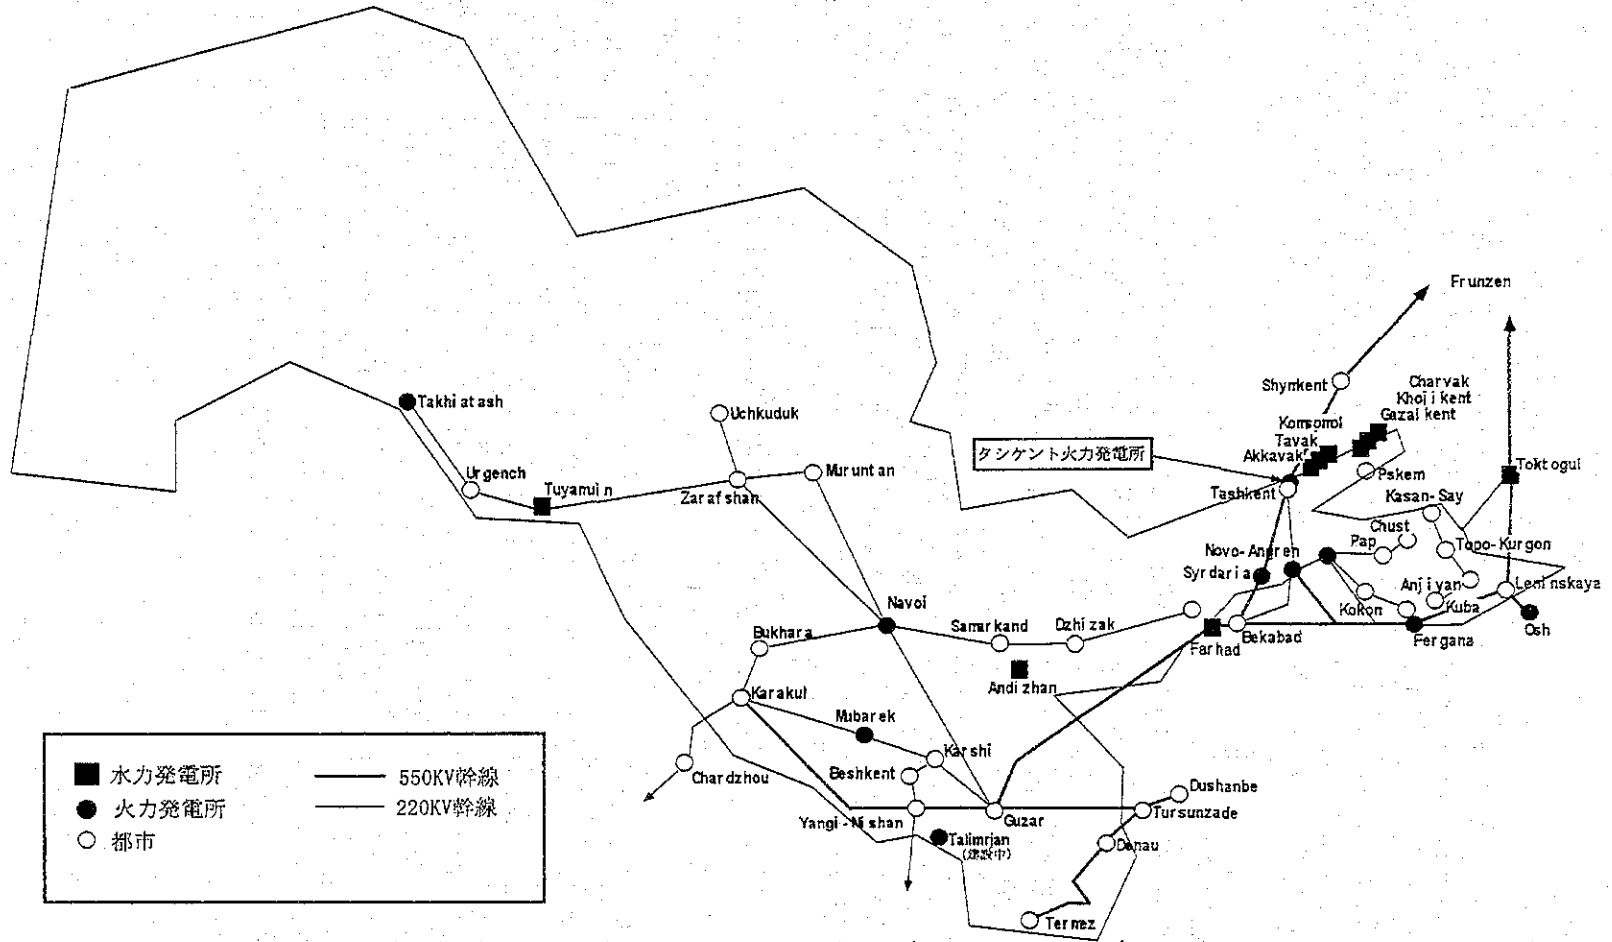 Frunzen
Shymkent
Charvak
Khojikent
Gazalkent
Komsomol
Tavak
Akkavak
タシケント火力発電所
Takhiatash
Uchkuduk
Muruntan
Urgench
Tuyamuin
Zarafshan
Tashkent
Pskem
Toktogul
Kasan-Say
Chust
Pap
Topo-Kurgon
Novo-Angren
Syrdaria
Anjiyan
Leninskaya
Kokon
Kuba
Navoi
Samarkand
Dzhizak
Bukhara
Farhad
Bekabad
Fergana
Osh
Andizhan
Karakul
Mubarek
Karshi
Beshkent
Chardzhou
Dushanbe
Yangi-Nishan
Guzar
Tursunzade
Talimrjan
(建設中)
Denau
Termez
水力発電所
550KV幹線
火力発電所
220KV幹線
都市